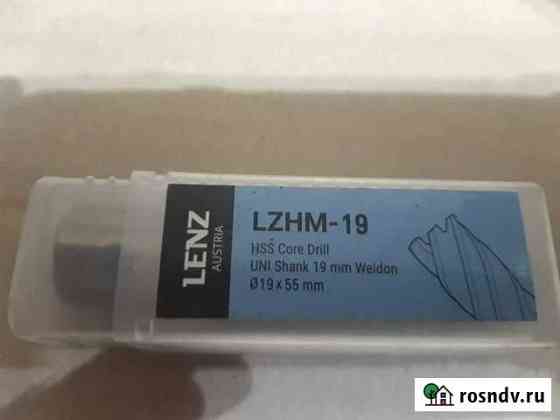 LENZ
AUSTRIA
LZHM-19
HSS Core Drill
UNI Shank 19 mm Weldon
Ø19 x 55 mm
rosndv.ru